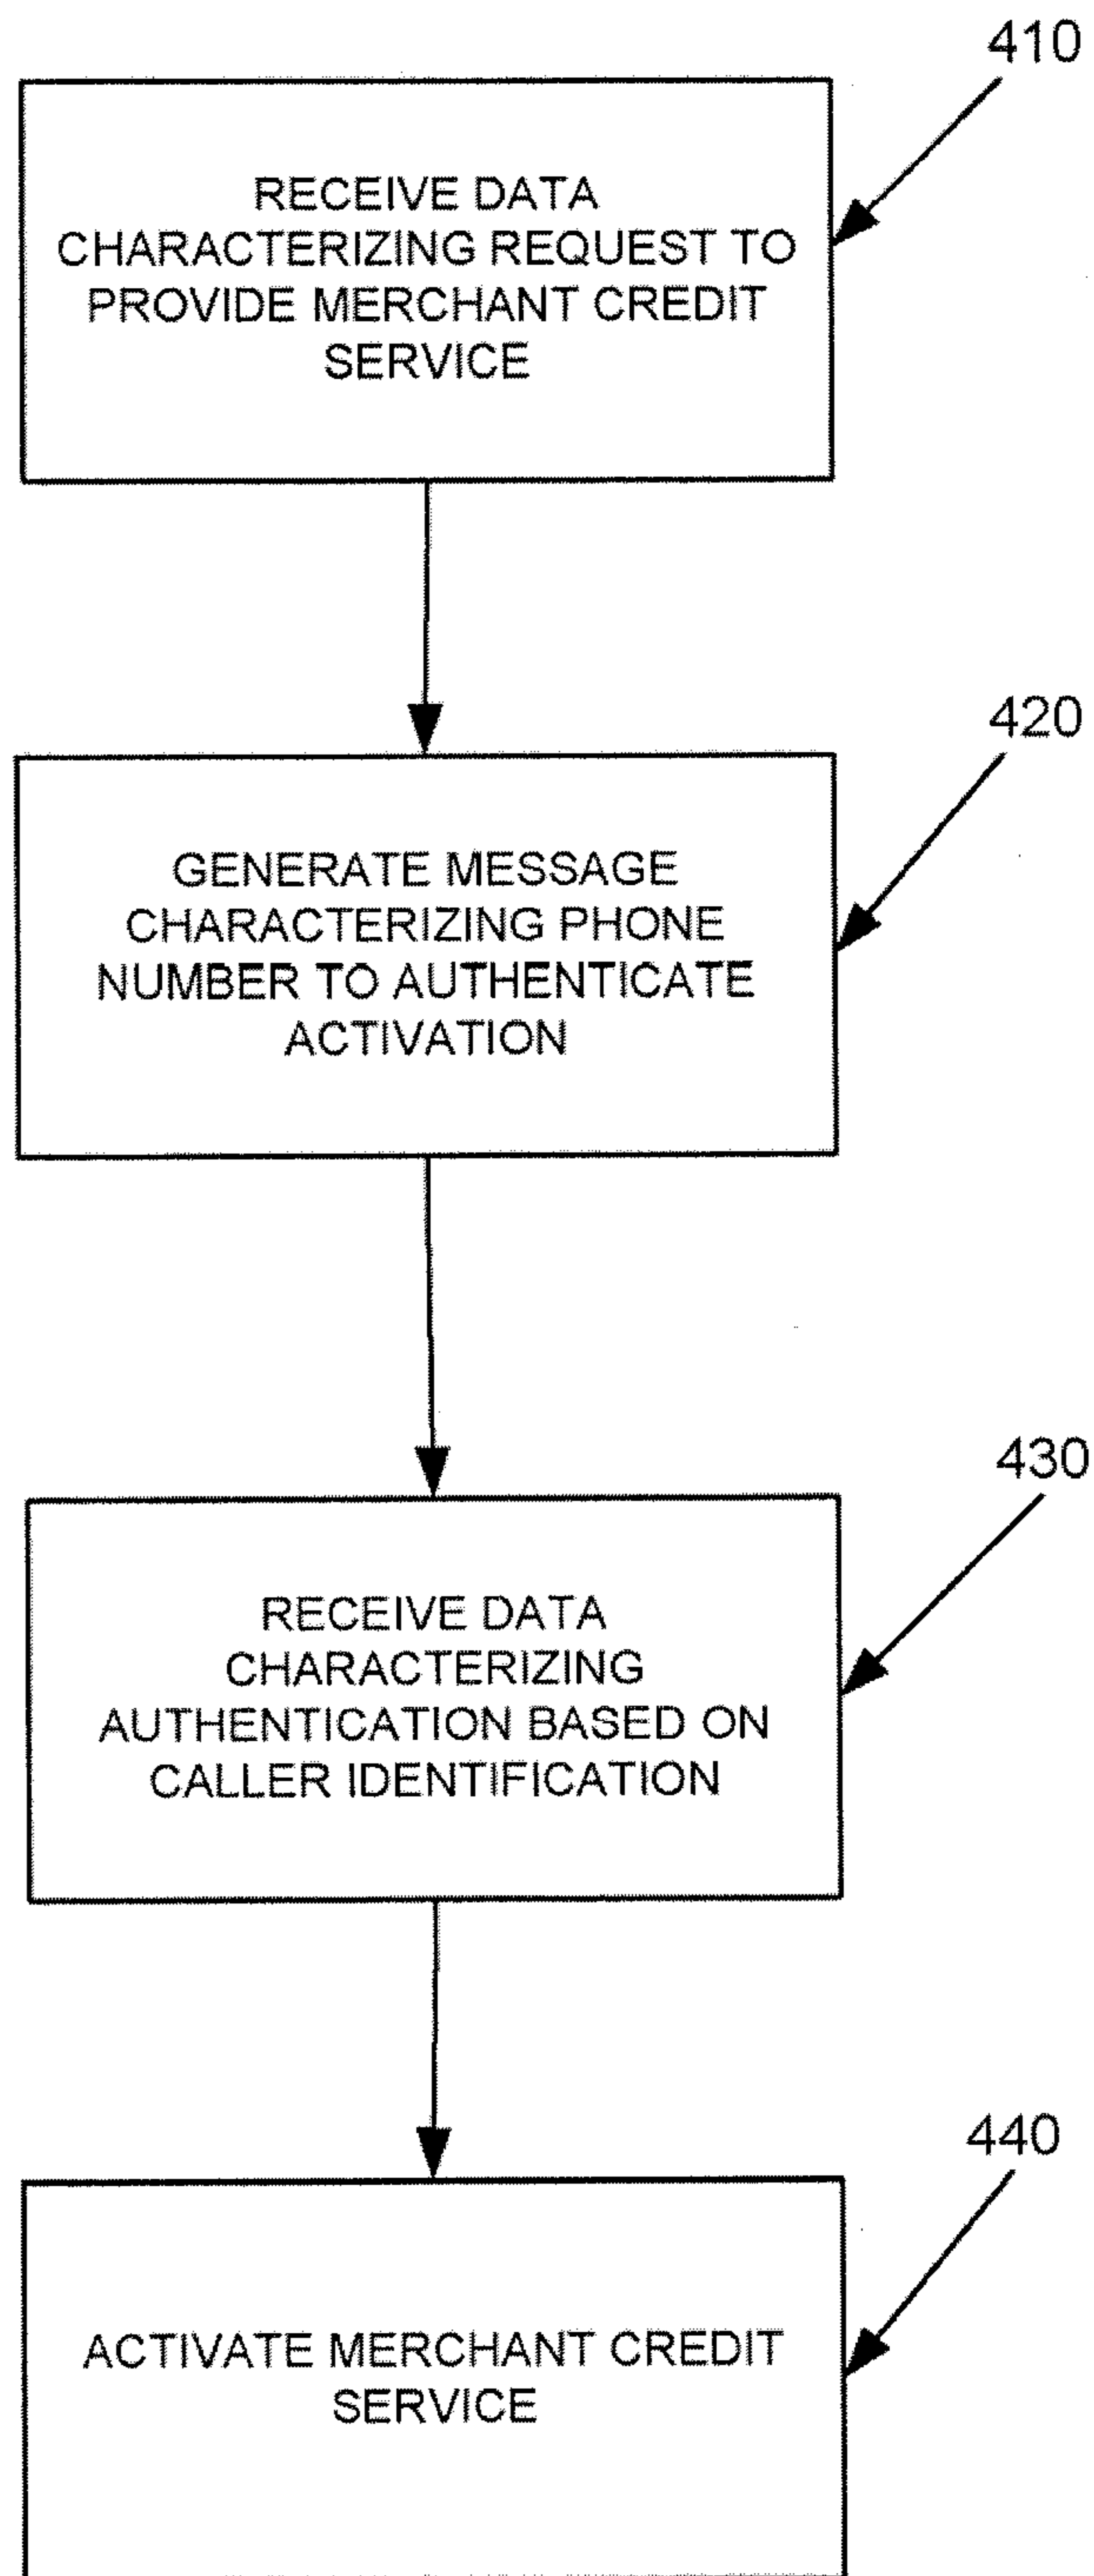 410
RECEIVE DATA
CHARACTERIZING REQUEST TO
PROVIDE MERCHANT CREDIT
SERVICE
420
GENERATE MESSAGE
CHARACTERIZING PHONE
NUMBER TO AUTHENTICATE
ACTIVATION
430
RECEIVE DATA
CHARACTERIZING
AUTHENTICATION BASED ON
CALLER IDENTIFICATION
440
ACTIVATE MERCHANT CREDIT
SERVICE